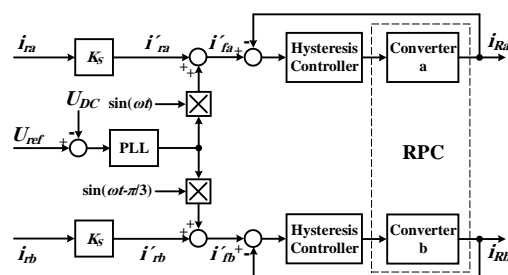 i_ra
K_s
i´_ra
+
+
i´_fa
-
Hysteresis
Controller
Converter
a
i_Ra
U_DC
sin(ωt)
-
U_ref
+
PLL
RPC
sin(ωt-π/3)
i_rb
K_s
i´_rb
+
+
i´_fb
+
-
Hysteresis
Controller
Converter
b
i_Rb